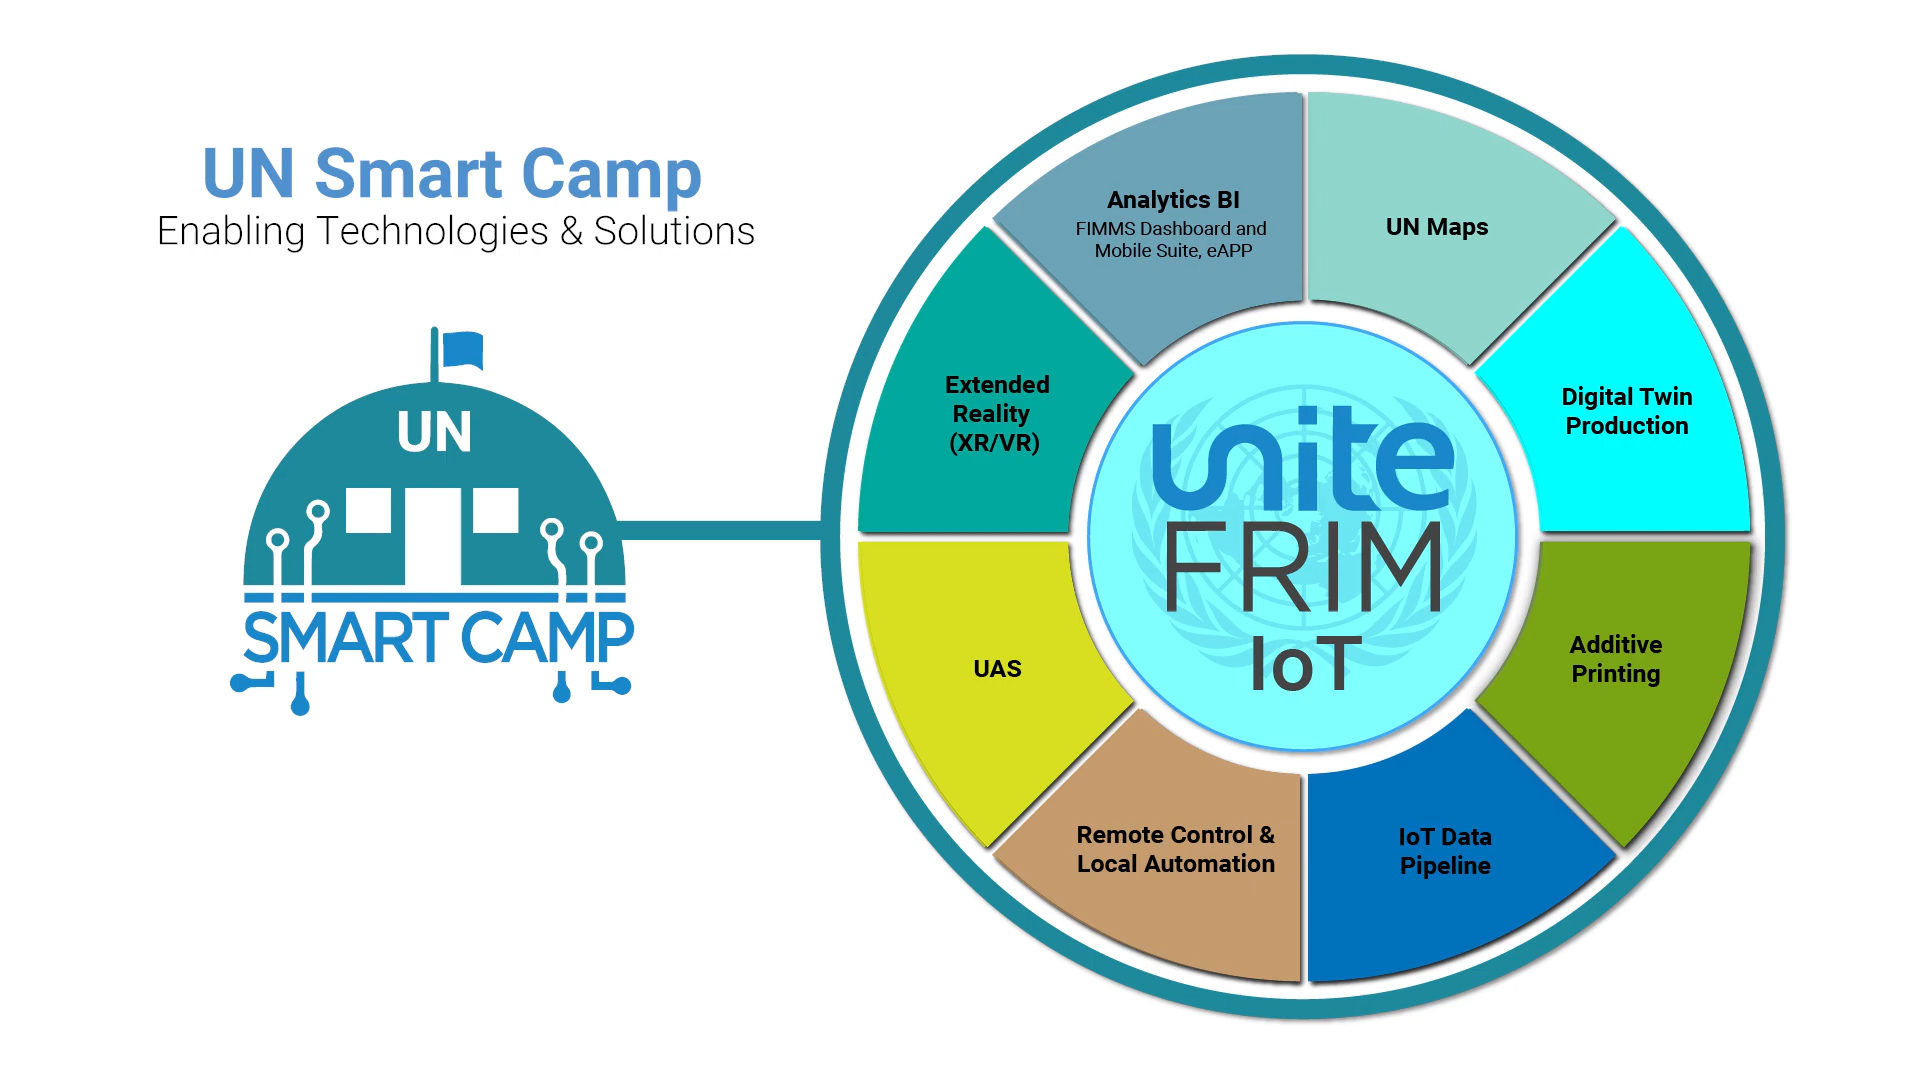 UN Smart Camp
Enabling Technologies & Solutions
UN
SMART CAMP
Analytics BI
FIMMS Dashboard and
Mobile Suite, eAPP
UN Maps
Digital Twin
Production
Additive
Printing
IoT Data
Pipeline
Remote Control &
Local Automation
UAS
Extended
Reality
(XR/VR)
unite
FRIM
IoT